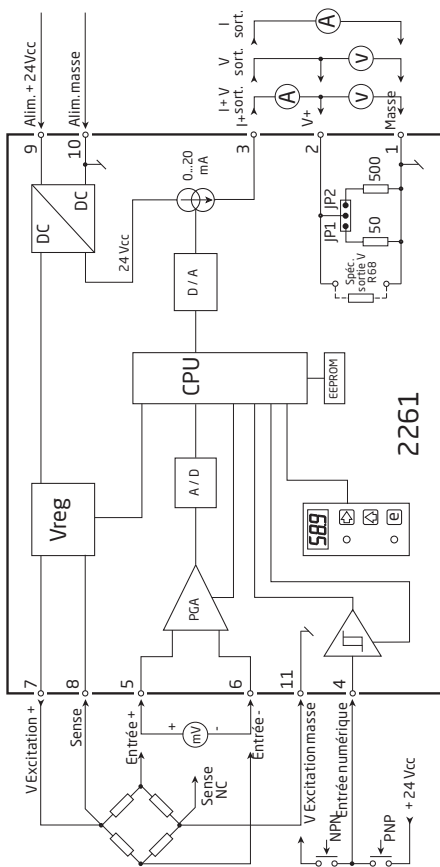 Alim. + 24Vcc
Alim. masse
I+V sort.
V sort.
I sort.
A
V
A
V
I+
V+
Masse
9
10
3
2
1
DC
DC
24 Vcc
0...20 mA
D / A
JP1
JP2
50
500
Spéc.
sortie V
R68
CPU
EEPROM
2261
Vreg
A / D
PGA
58.9
e
7
8
5
6
11
4
V Excitation +
Sense
Entrée +
+
mV
-
Entrée -
Sense
NC
V Excitation masse
Entrée numérique
NPN
PNP
+ 24 Vcc